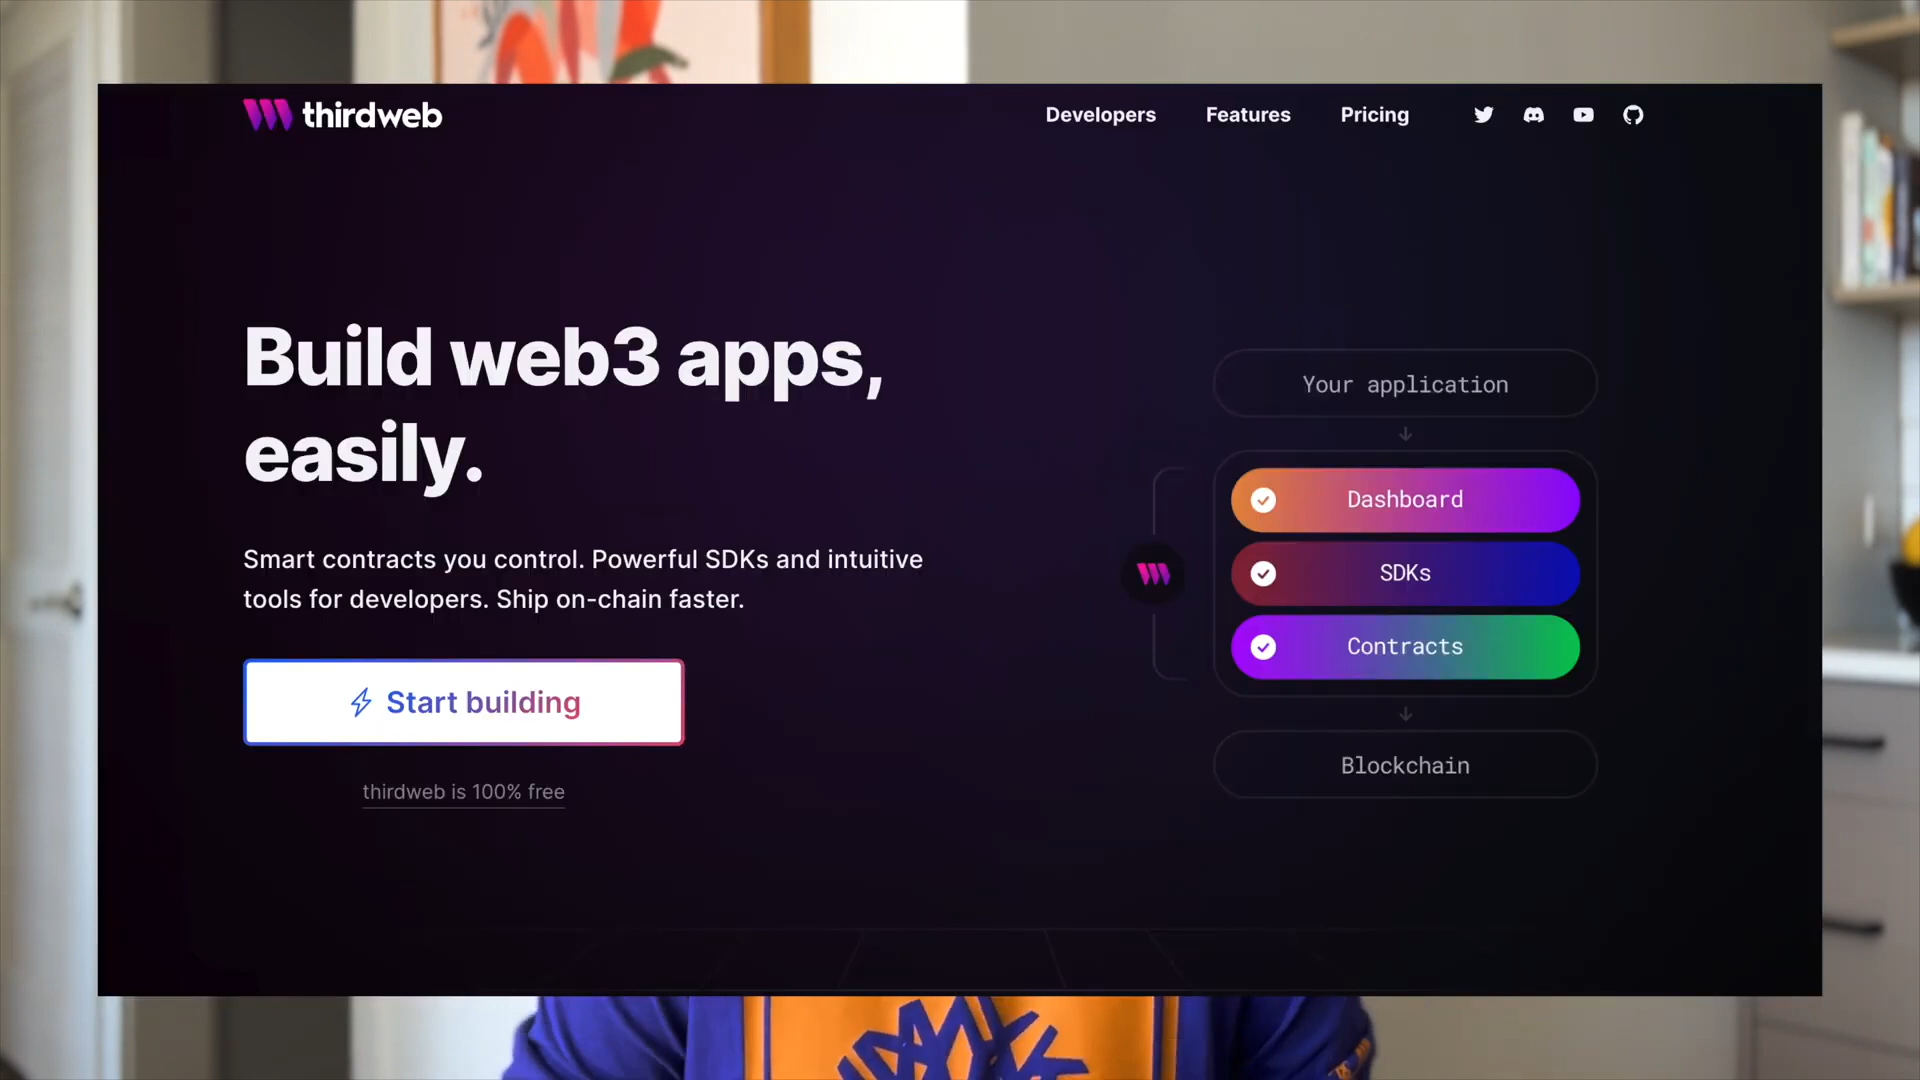 thirdweb
Developers
Features
Pricing
Build web3 apps,
easily.
Smart contracts you control. Powerful SDKs and intuitive
tools for developers. Ship on-chain faster.
Start building
thirdweb is 100% free
Your application
Dashboard
SDKs
Contracts
Blockchain